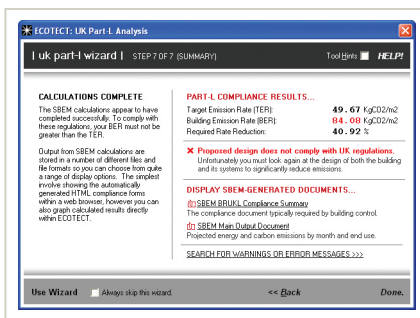 ECOTECT: UK Part-L Analysis
| uk part-l wizard | STEP 7 OF 7 (SUMMARY)
Tool Hints HELP!
CALCULATIONS COMPLETE
The SBEM calculations appear to have
completed successfully. To comply with
these regulations, your BER must not be
greater than the TER.
Output from SBEM calculations are
stored in a number of different files and
file formats so you can choose from quite
a range of display options. The simplest
involve showing the automatically
generated HTML compliance forms
within a web browser, however you can
also graph calculated results directly
within ECOTECT.
PART-L COMPLIANCE RESULTS...
Target Emission Rate (TER): 49.67 KgCO2/m2
Building Emission Rate (BER): 84.08 KgCO2/m2
Required Rate Reduction: 40.92 %
Proposed design does not comply with UK regulations.
Unfortunately you must look again at the design of both the building
and its systems to significantly reduce emissions.
DISPLAY SBEM-GENERATED DOCUMENTS...
SBEM BRUKL Compliance Summary
The compliance document typically required by building control.
SBEM Main Output Document
Projected energy and carbon emissions by month and end use.
SEARCH FOR WARNINGS OR ERROR MESSAGES >>>
Use Wizard Always skip this wizard. << Back Done.